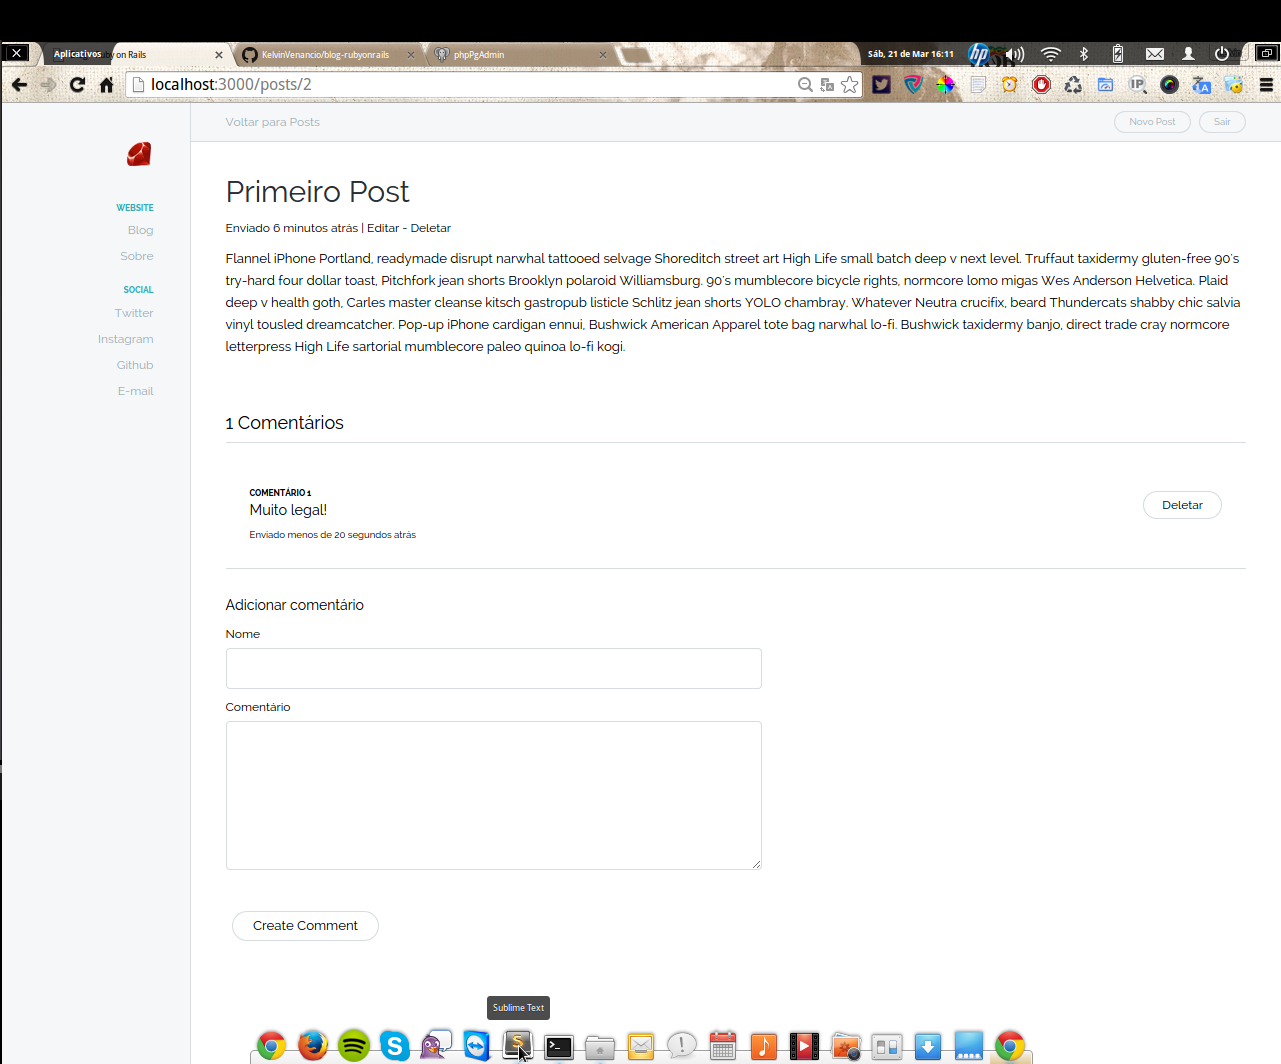 Aplicativos
by on Rails
KelvinVenancio/blog-rubyonrails
phpPgAdmin
Sáb, 21 de Mar 16:11
hp
localhost:3000/posts/2
IP
Voltar para Posts
Novo Post
Sair
WEBSITE
Blog
Sobre
SOCIAL
Twitter
Instagram
Github
E-mail
Primeiro Post
Enviado 6 minutos atrás | Editar - Deletar
Flannel iPhone Portland, readymade disrupt narwhal tattooed selvage Shoreditch street art High Life small batch deep v next level. Truffaut taxidermy gluten-free 90's
try-hard four dollar toast, Pitchfork jean shorts Brooklyn polaroid Williamsburg. 90's mumblecore bicycle rights, normcore lomo migas Wes Anderson Helvetica. Plaid
deep v health goth, Carles master cleanse kitsch gastropub listicle Schlitz jean shorts YOLO chambray. Whatever Neutra crucifix, beard Thundercats shabby chic salvia
vinyl tousled dreamcatcher. Pop-up iPhone cardigan ennui, Bushwick American Apparel tote bag narwhal lo-fi. Bushwick taxidermy banjo, direct trade cray normcore
letterpress High Life sartorial mumblecore paleo quinoa lo-fi kogi.
1 Comentários
COMENTÁRIO 1
Muito legal!
Enviado menos de 20 segundos atrás
Deletar
Adicionar comentário
Nome
Comentário
Create Comment
Sublime Text